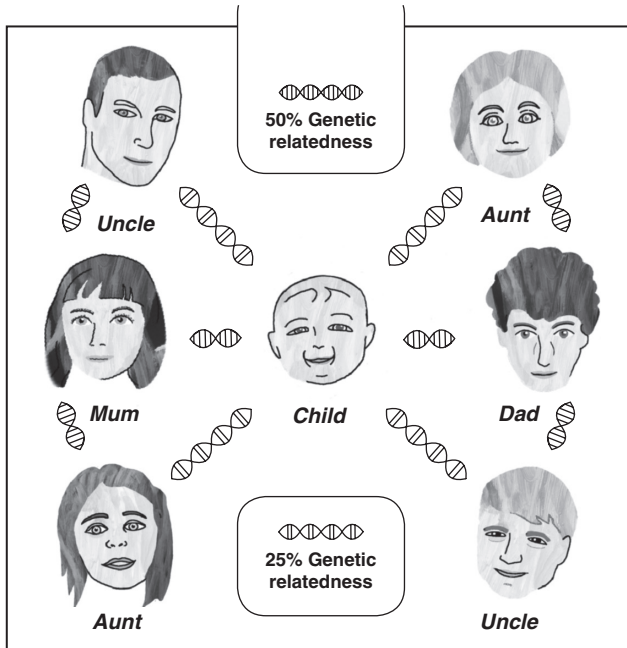 50% Genetic
relatedness
Uncle
Aunt
Mum
Child
Dad
25% Genetic
relatedness
Aunt
Uncle